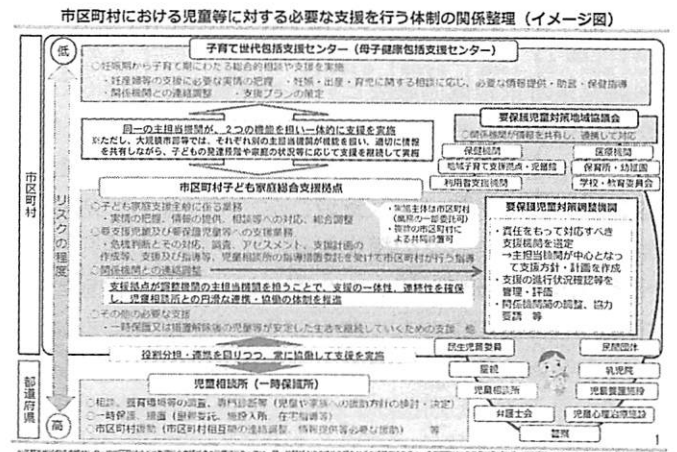 市区町村における児童等に対する必要な支援を行う体制の関係整理（イメージ図）
低
リスクの程度
高
市区町村
都道府県
子育て世代包括支援センター（母子健康包括支援センター）
○妊娠期から子育て期にわたる総合的相談や支援を実施
・妊産婦等の支援に必要な実情の把握　・妊娠・出産・育児に関する相談に応じ、必要な情報提供・助言・保健指導
・関係機関との連絡調整　・支援プランの策定
同一の主担当機関が、２つの機能を担い一体的に支援を実施
※ただし、大規模市部等では、それぞれ別の主担当機関が機能を担い、適切に情報
を共有しながら、子どもの発達段階や家庭の状況等に応じて支援を継続して実施
市区町村子ども家庭総合支援拠点
○子ども家庭支援全般に係る業務
・実情の把握、情報の提供、相談等への対応、総合調整
○要支援児童及び要保護児童等への支援業務
・危機判断とその対応、調査、アセスメント、支援計画の
作成等、支援及び指導等、児童相談所の指導措置委託を受けて市区町村が行う指導
○関係機関との連絡調整
支援拠点が調整機関の主担当機関を担うことで、支援の一体性、連続性を確保
し、児童相談所との円滑な連携・協働の体制を推進
○その他の必要な支援
・一時保護又は措置解除後の児童等が安定した生活を継続していくための支援　他
・実施主体は市区町村
（業務の一部委託可）
・複数の市区町村に
よる共同設置可
役割分担・連携を図りつつ、常に協働して支援を実施
児童相談所（一時保護所）
○相談、養育環境等の調査、専門診断等（児童や家族への援助方針の検討・決定）
○一時保護、措置（里親委託、施設入所、在宅指導等）
○市区町村援助（市区町村相互間の連絡調整、情報提供等必要な援助）　等
要保護児童対策地域協議会
○関係機関が情報を共有し、連携して対応
保健機関
医療機関
地域子育て支援拠点・児童館
保育所・幼稚園
利用者支援機関
学校・教育委員会
要保護児童対策調整機関
・責任をもって対応すべき
支援機関を選定
→主担当機関が中心となっ
て支援方針・計画を作成
・支援の進行状況確認等を
管理・評価
・関係機関間の調整、協力
要請　等
民生児童委員
民間団体
里親
乳児院
児童相談所
児童養護施設
弁護士会
児童心理治療施設
警察
1